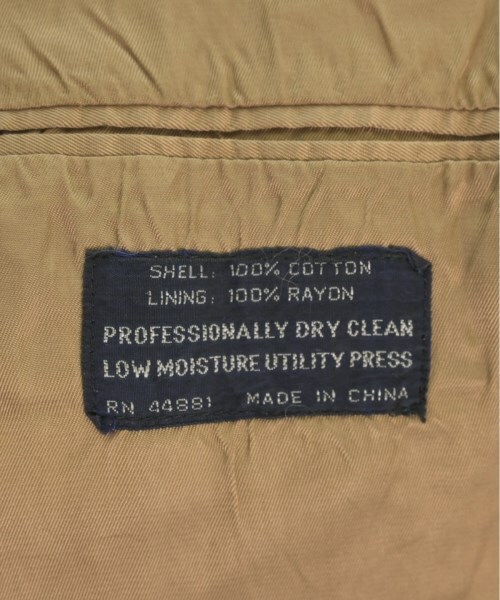 SHELL: 100% COTTON
LINING: 100% RAYON
PROFESSIONALLY DRY CLEAN
LOW MOISTURE UTILITY PRESS
RN 44881 MADE IN CHINA